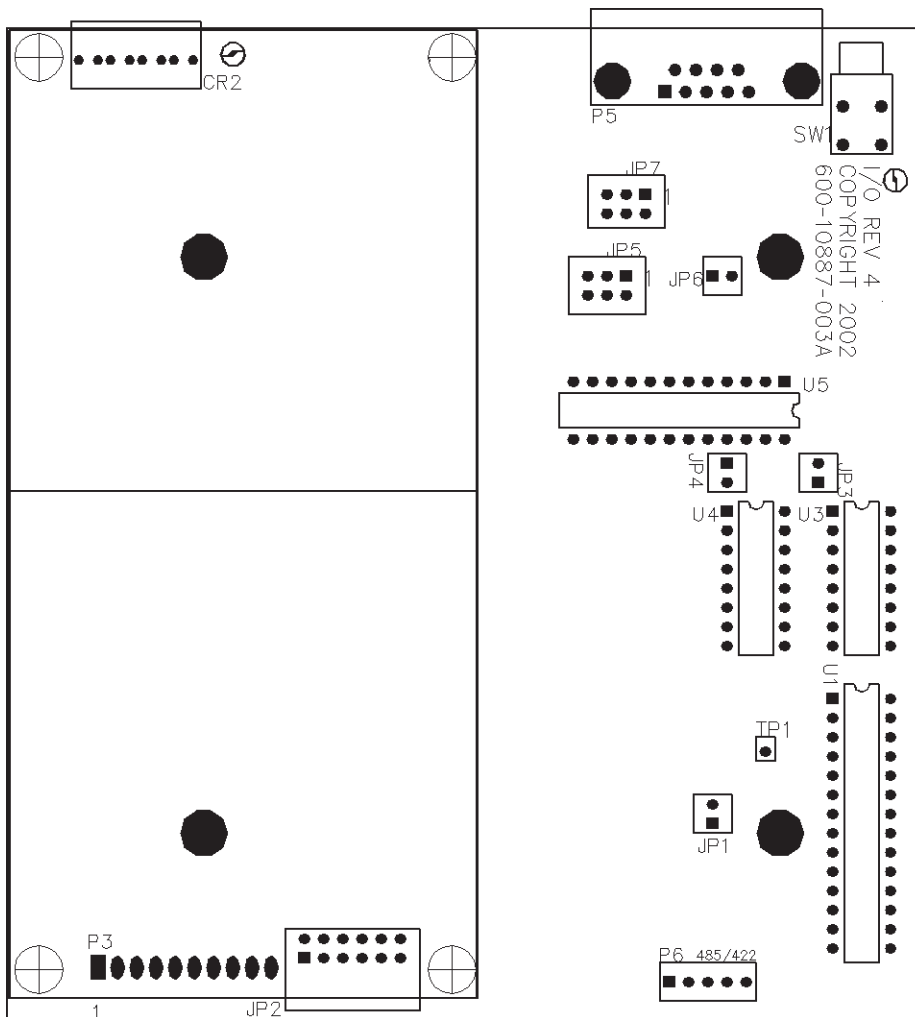 CR2
P5
SW1
I/O REV 4
COPYRIGHT 2002
600-10887-003A
JP7
1
JP5
1
JP6
U5
JP4
JP3
U4
U3
U1
TP1
JP1
P3
1
JP2
P6 485/422